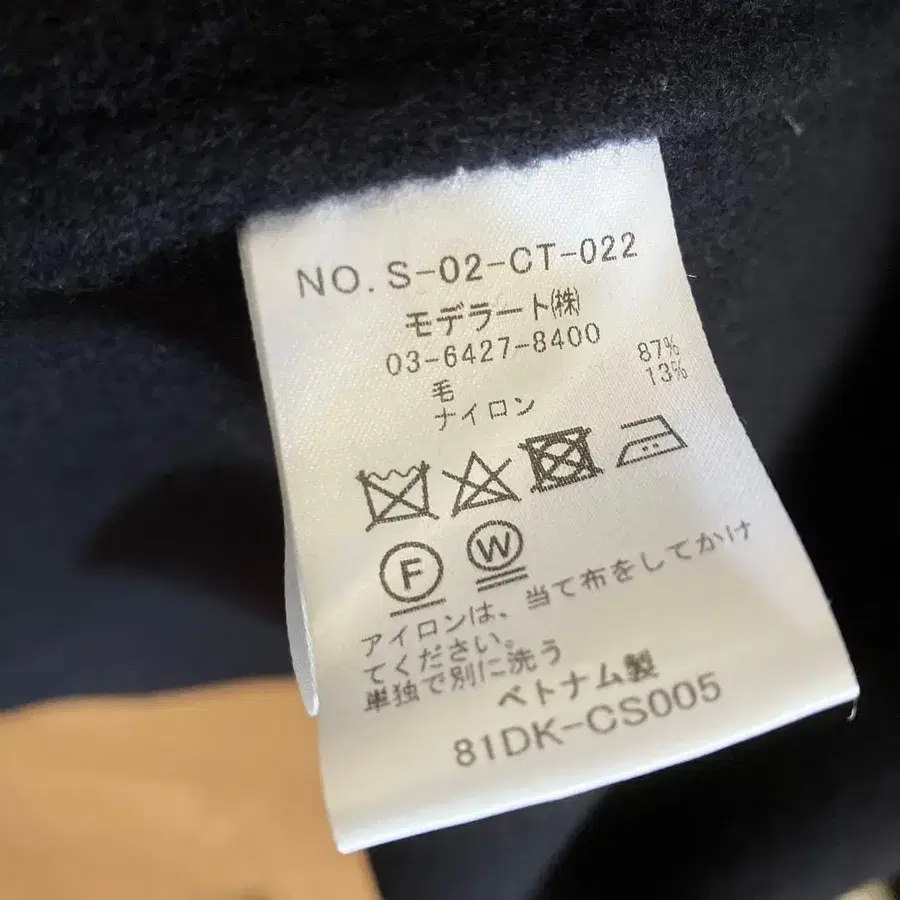 NO.S-02-CT-022
モデラート㈱
03-6427-8400
毛 87%
ナイロン 13%
F W
アイロンは、当て布をしてかけ
てください。
単独で別に洗う
ベトナム製
81DK-CS005